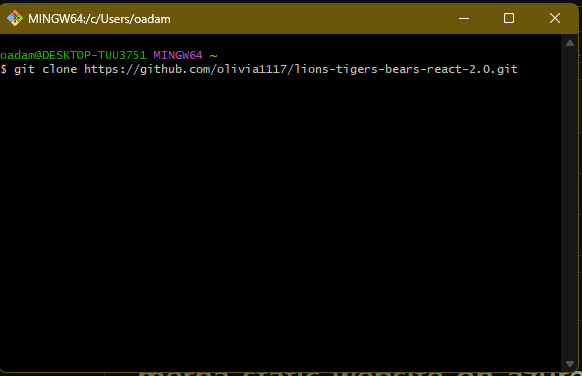 MINGW64:/c/Users/oadam
oadam@DESKTOP-TUU3751 MINGW64 ~
$ git clone https://github.com/olivia1117/lions-tigers-bears-react-2.0.git